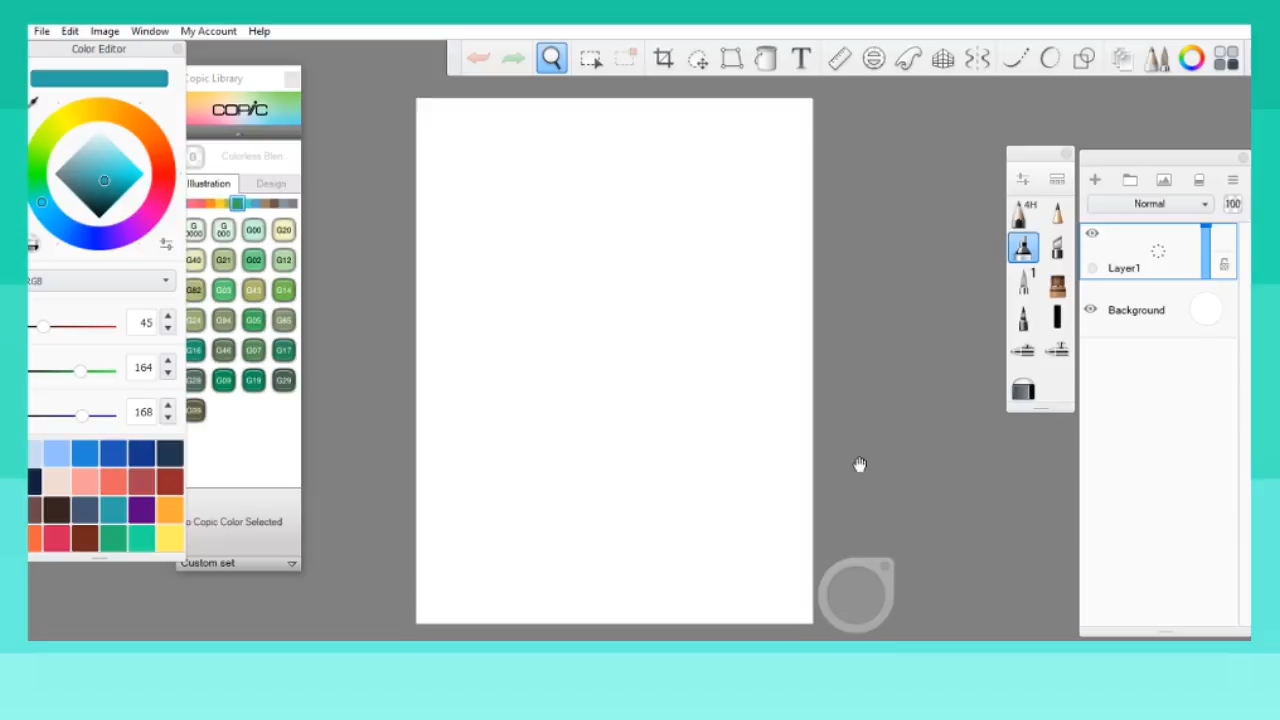 File Edit Image Window My Account Help
Color Editor
Copic Library
COPIC
0 Colorless Blen
Illustration Design
G0000 G000 G00 G20
G40 G21 G02 G12
G82 G03 G43 G14
G24 G94 G05 G85
G16 G46 G07 G17
G28 G09 G19 G29
G99
RGB
45
164
168
o Copic Color Selected
Custom set
T
4H
1
Normal 100
Layer1
Background